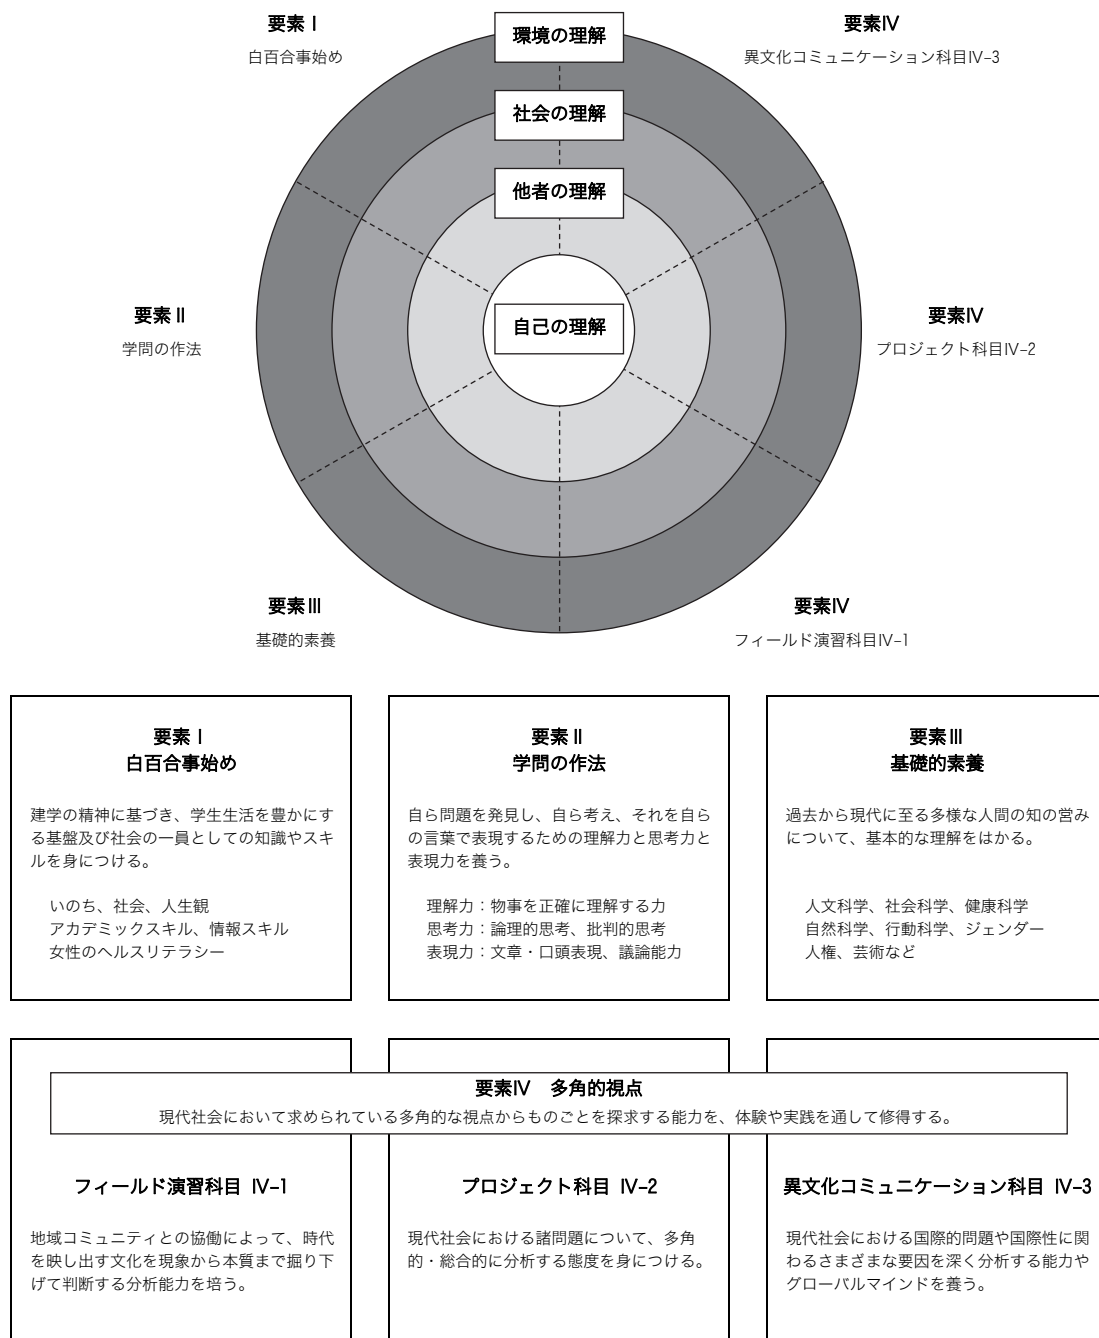 要素Ⅰ
白百合事始め
環境の理解
要素Ⅳ
異文化コミュニケーション科目Ⅳ−3
社会の理解
他者の理解
要素Ⅱ
学問の作法
自己の理解
要素Ⅳ
プロジェクト科目Ⅳ−2
要素Ⅲ
基礎的素養
要素Ⅳ
フィールド演習科目Ⅳ−1
要素Ⅰ
白百合事始め
建学の精神に基づき、学生生活を豊かにす
る基盤及び社会の一員としての知識やスキ
ルを身につける。
いのち、社会、人生観
アカデミックスキル、情報スキル
女性のヘルスリテラシー
要素Ⅱ
学問の作法
自ら問題を発見し、自ら考え、それを自ら
の言葉で表現するための理解力と思考力と
表現力を養う。
理解力：物事を正確に理解する力
思考力：論理的思考、批判的思考
表現力：文章・口頭表現、議論能力
要素Ⅲ
基礎的素養
過去から現代に至る多様な人間の知の営み
について、基本的な理解をはかる。
人文科学、社会科学、健康科学
自然科学、行動科学、ジェンダー
人権、芸術など
要素Ⅳ　多角的視点
現代社会において求められている多角的な視点からものごとを探求する能力を、体験や実践を通して修得する。
フィールド演習科目 Ⅳ−1
地域コミュニティとの協働によって、時代
を映し出す文化を現象から本質まで掘り下
げて判断する分析能力を培う。
プロジェクト科目 Ⅳ−2
現代社会における諸問題について、多角
的・総合的に分析する態度を身につける。
異文化コミュニケーション科目 Ⅳ−3
現代社会における国際的問題や国際性に関
わるさまざまな要因を深く分析する能力や
グローバルマインドを養う。